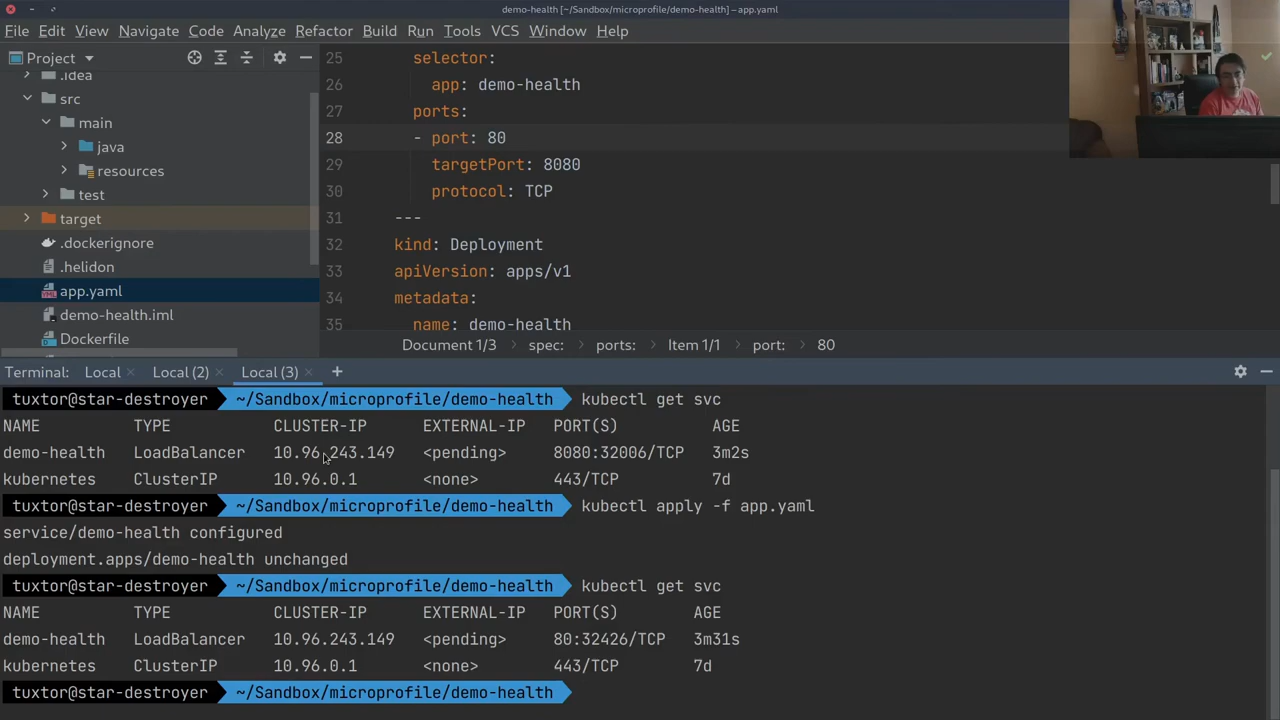 demo-health [~/Sandbox/microprofile/demo-health] – app.yaml
File Edit View Navigate Code Analyze Refactor Build Run Tools VCS Window Help
Project
.idea
src
main
java
resources
test
target
.dockerignore
.helidon
app.yaml
demo-health.iml
Dockerfile
25 selector:
26 app: demo-health
27 ports:
28 - port: 80
29 targetPort: 8080
30 protocol: TCP
31 ---
32 kind: Deployment
33 apiVersion: apps/v1
34 metadata:
35 name: demo-health
Document 1/3 spec: ports: Item 1/1 port: 80
Terminal: Local × Local (2) × Local (3) × +
tuxtor@star-destroyer ~/Sandbox/microprofile/demo-health kubectl get svc
NAME TYPE CLUSTER-IP EXTERNAL-IP PORT(S) AGE
demo-health LoadBalancer 10.96.243.149 <pending> 8080:32006/TCP 3m2s
kubernetes ClusterIP 10.96.0.1 <none> 443/TCP 7d
tuxtor@star-destroyer ~/Sandbox/microprofile/demo-health kubectl apply -f app.yaml
service/demo-health configured
deployment.apps/demo-health unchanged
tuxtor@star-destroyer ~/Sandbox/microprofile/demo-health kubectl get svc
NAME TYPE CLUSTER-IP EXTERNAL-IP PORT(S) AGE
demo-health LoadBalancer 10.96.243.149 <pending> 80:32426/TCP 3m31s
kubernetes ClusterIP 10.96.0.1 <none> 443/TCP 7d
tuxtor@star-destroyer ~/Sandbox/microprofile/demo-health